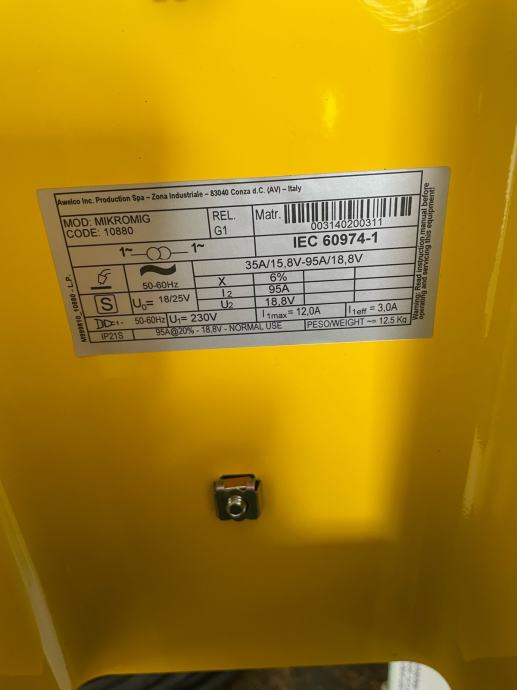 Awelco Inc. Production Spa – Zona Industriale – 83040 Conza d.C. (AV) – Italy
MOD: MIKROMIG
CODE: 10880
REL.
G1
Matr.
003140200311
IEC 60974-1
1~ 1~
35A/15,8V-95A/18,8V
50-60Hz
X 6%
I2 95A
U2 18,8V
S
U0= 18/25V
1~ 50-60Hz U1= 230V
I1max = 12,0A
I1eff = 3,0A
IP21S
95A@20% - 18,8V - NORMAL USE
PESO/WEIGHT ~= 12.5 Kg
Warning: Read instruction manual before
operating and servicing this equipment!